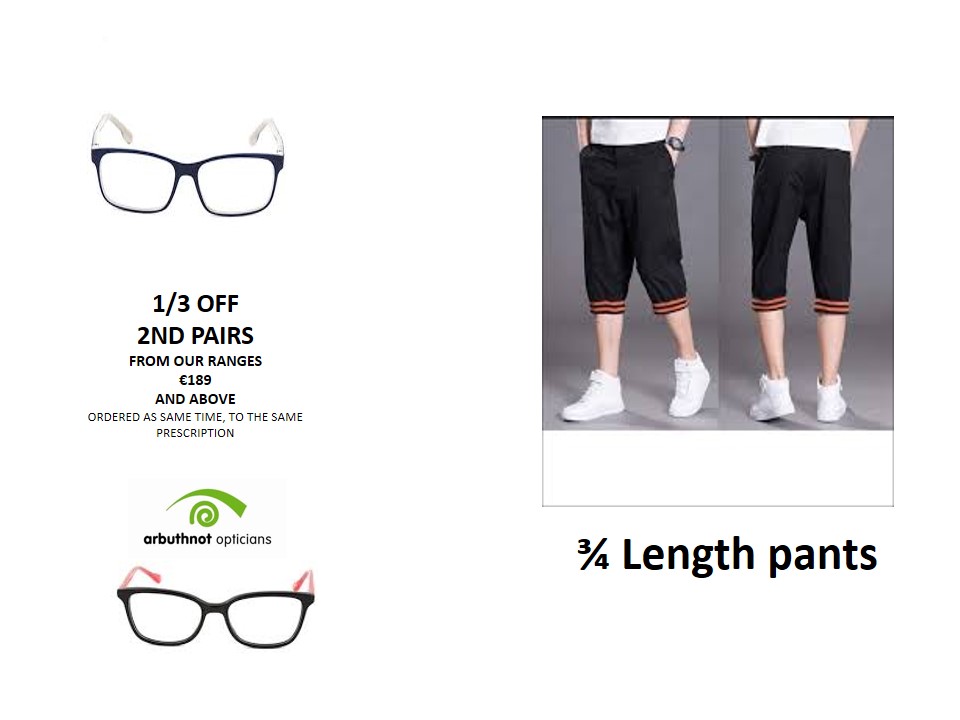 1/3 OFF
2ND PAIRS
FROM OUR RANGES
€189
AND ABOVE
ORDERED AS SAME TIME, TO THE SAME
PRESCRIPTION
arbuthnot opticians
¾ Length pants